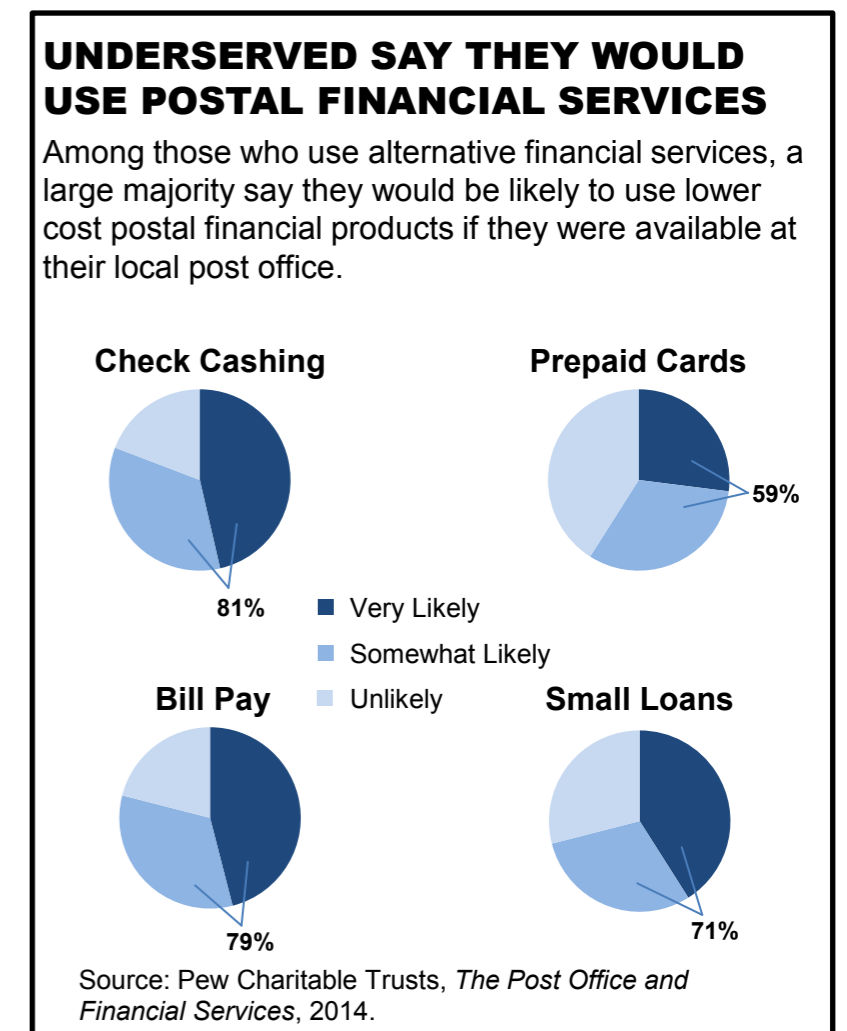 UNDERSERVED SAY THEY WOULD
USE POSTAL FINANCIAL SERVICES
Among those who use alternative financial services, a
large majority say they would be likely to use lower
cost postal financial products if they were available at
their local post office.
Check Cashing
Prepaid Cards
59%
81%
Very Likely
Somewhat Likely
Unlikely
Bill Pay
Small Loans
79%
71%
Source: Pew Charitable Trusts, The Post Office and
Financial Services, 2014.